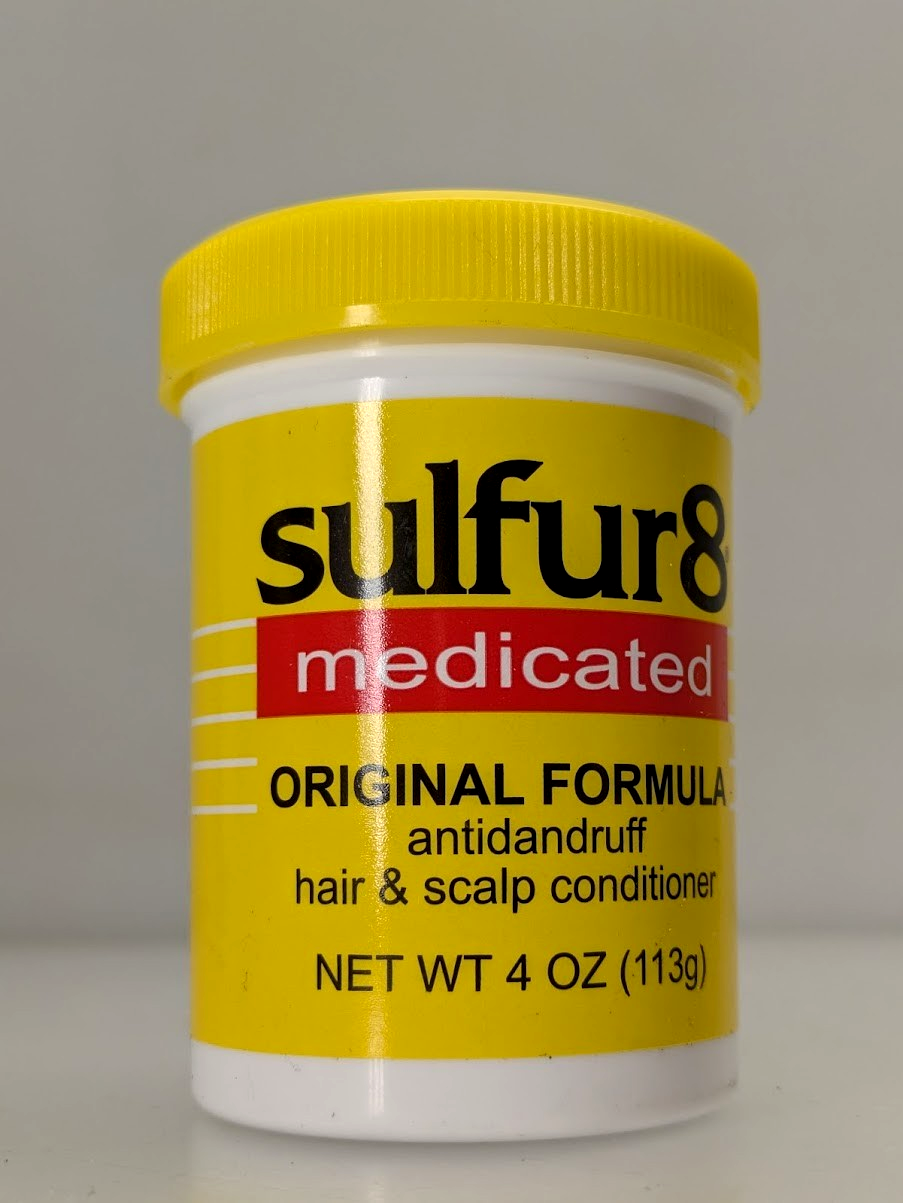 sulfur8
medicated
ORIGINAL FORMULA
antidandruff
hair & scalp conditioner
NET WT 4 OZ (113g)